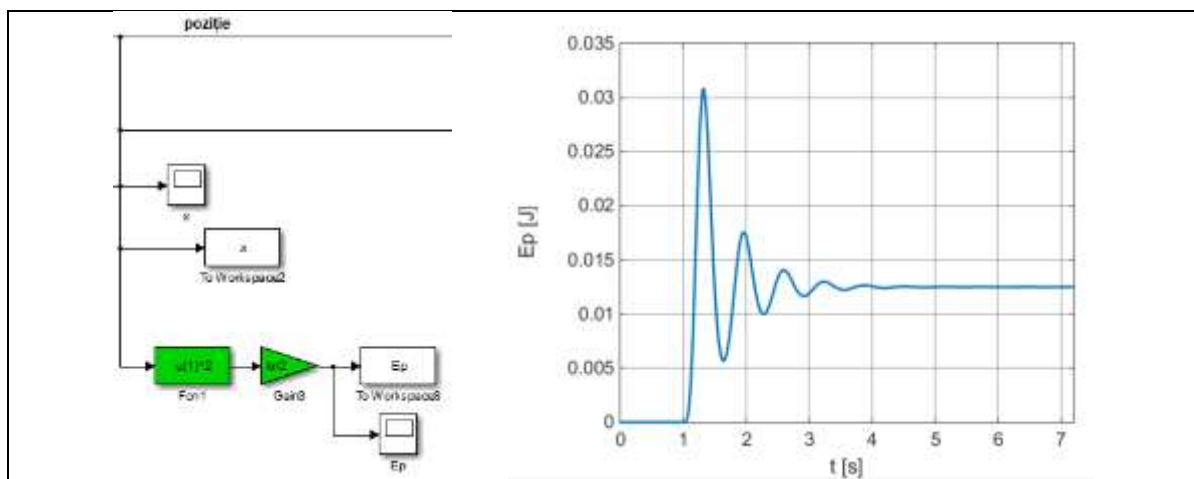 poziție
x
To Workspace2
u(1)^2
Fcn1
Gain3
Ep
To Workspace8
Ep
0.035
0.03
0.025
0.02
0.015
0.01
0.005
0
Ep [J]
0 1 2 3 4 5 6 7
t [s]